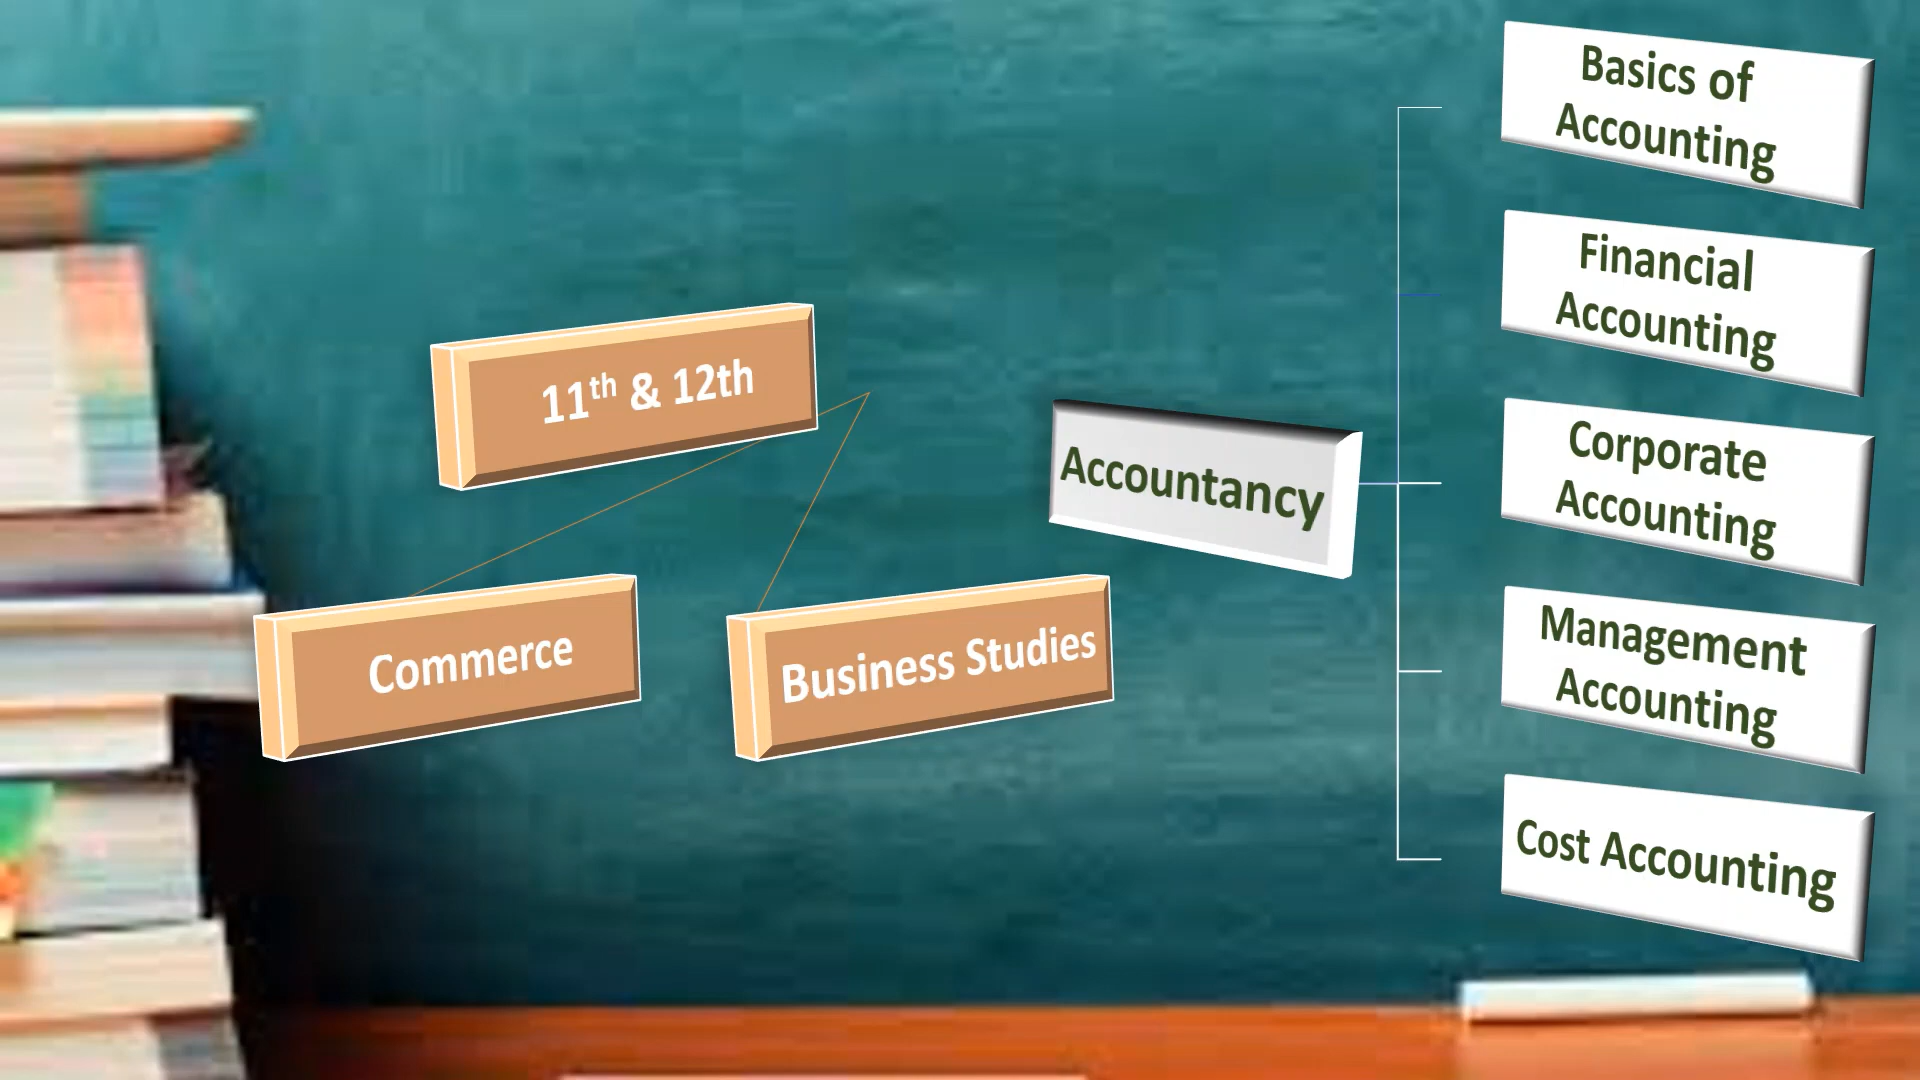 11th & 12th
Commerce
Business Studies
Accountancy
Basics of
Accounting
Financial
Accounting
Corporate
Accounting
Management
Accounting
Cost Accounting